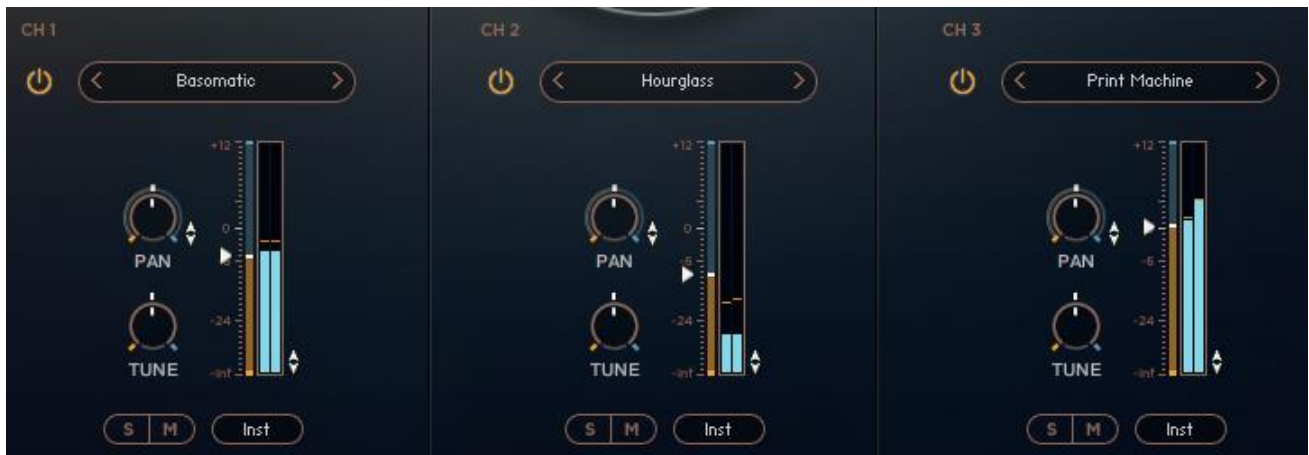 CH 1
Basomatic
+12
0
PAN
-24
TUNE
-Inf
S M
Inst
CH 2
Hourglass
+12
0
-6
PAN
-24
TUNE
-Inf
S M
Inst
CH 3
Print Machine
+12
0
-6
PAN
-24
TUNE
-Inf
S M
Inst